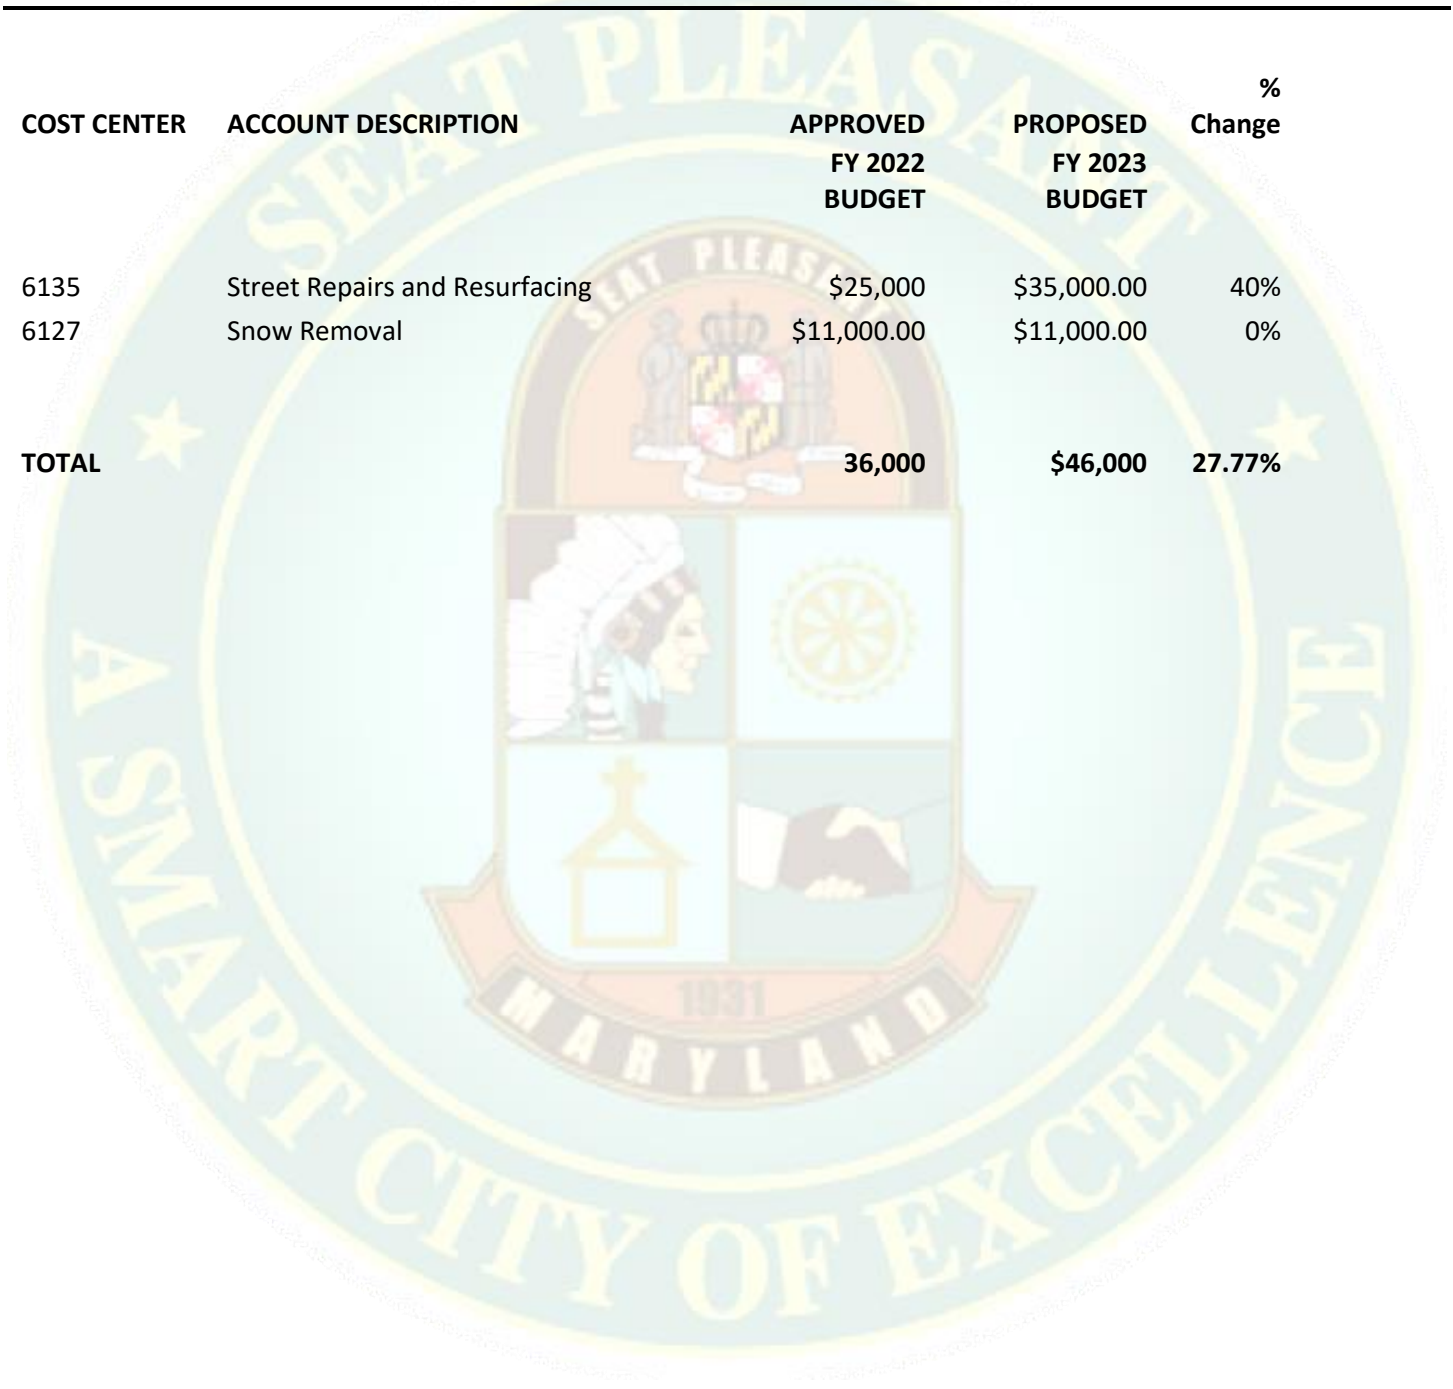 %
COST CENTER ACCOUNT DESCRIPTION APPROVED PROPOSED Change
FY 2022 FY 2023
BUDGET BUDGET
6135 Street Repairs and Resurfacing $25,000 $35,000.00 40%
6127 Snow Removal $11,000.00 $11,000.00 0%
TOTAL 36,000 $46,000 27.77%
SEAT PLEASANT
A SMART CITY OF EXCELLENCE
SEAT PLEASANT
1931
MARYLAND